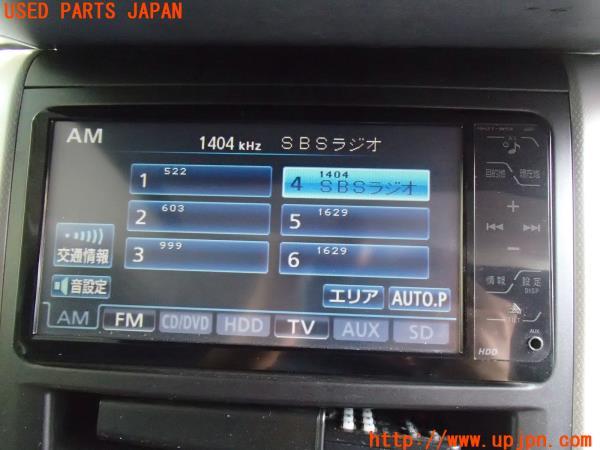 USED PARTS JAPAN
AM
1404 kHz SBSラジオ
1 522
4 1404 SBSラジオ
2 603
5 1629
3 999
6 1629
交通情報
音設定
エリア
AUTO.P
AM
FM
CD/DVD
HDD
TV
AUX
SD
目的地
現在地
+
−
情報
設定
DISP
TILT
AUX
HDD
http://www.upjon.com/